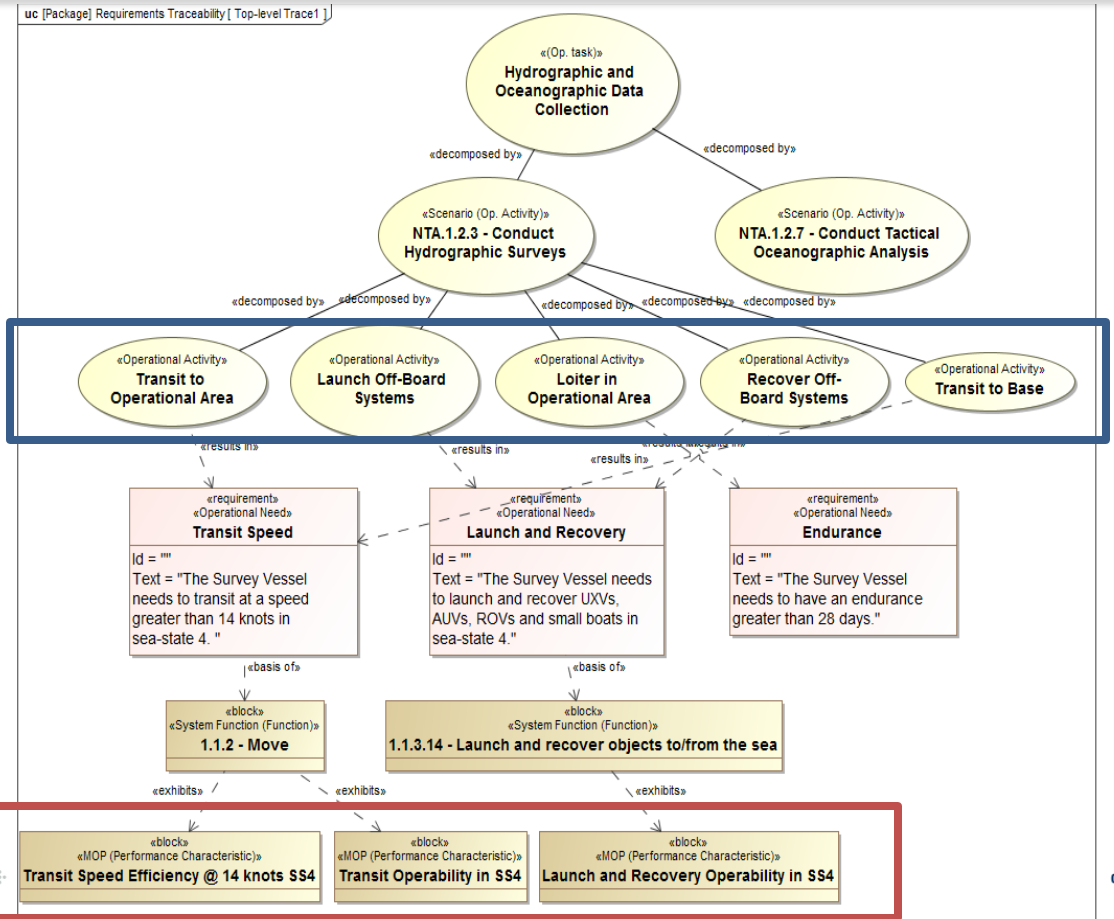 uc [Package] Requirements Traceability [ Top-level Trace1 ]
«(Op. task)»
Hydrographic and
Oceanographic Data
Collection
«decomposed by»
«decomposed by»
«Scenario (Op. Activity)»
NTA.1.2.3 - Conduct
Hydrographic Surveys
«Scenario (Op. Activity)»
NTA.1.2.7 - Conduct Tactical
Oceanographic Analysis
«decomposed by»
«decomposed by»
«decomposed by»
«decomposed by»
«decomposed by»
«Operational Activity»
Transit to
Operational Area
«Operational Activity»
Launch Off-Board
Systems
«Operational Activity»
Loiter in
Operational Area
«Operational Activity»
Recover Off-
Board Systems
«Operational Activity»
Transit to Base
«results in»
«results in»
«results in»
«results in»
«requirement»
«Operational Need»
Transit Speed
Id = ""
Text = "The Survey Vessel
needs to transit at a speed
greater than 14 knots in
sea-state 4. "
«requirement»
«Operational Need»
Launch and Recovery
Id = ""
Text = "The Survey Vessel needs
to launch and recover UXVs,
AUVs, ROVs and small boats in
sea-state 4."
«requirement»
«Operational Need»
Endurance
Id = ""
Text = "The Survey Vessel
needs to have an endurance
greater than 28 days."
«basis of»
«basis of»
«block»
«System Function (Function)»
1.1.2 - Move
«block»
«System Function (Function)»
1.1.3.14 - Launch and recover objects to/from the sea
«exhibits»
«exhibits»
«exhibits»
«block»
«MOP (Performance Characteristic)»
Transit Speed Efficiency @ 14 knots SS4
«block»
«MOP (Performance Characteristic)»
Transit Operability in SS4
«block»
«MOP (Performance Characteristic)»
Launch and Recovery Operability in SS4